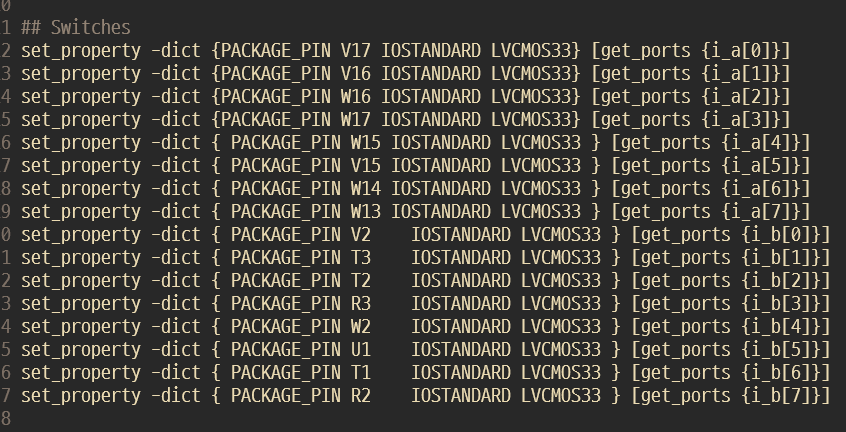 0
1 ## Switches
2 set_property -dict {PACKAGE_PIN V17 IOSTANDARD LVCMOS33} [get_ports {i_a[0]}]
3 set_property -dict {PACKAGE_PIN V16 IOSTANDARD LVCMOS33} [get_ports {i_a[1]}]
4 set_property -dict {PACKAGE_PIN W16 IOSTANDARD LVCMOS33} [get_ports {i_a[2]}]
5 set_property -dict {PACKAGE_PIN W17 IOSTANDARD LVCMOS33} [get_ports {i_a[3]}]
6 set_property -dict { PACKAGE_PIN W15 IOSTANDARD LVCMOS33 } [get_ports {i_a[4]}]
7 set_property -dict { PACKAGE_PIN V15 IOSTANDARD LVCMOS33 } [get_ports {i_a[5]}]
8 set_property -dict { PACKAGE_PIN W14 IOSTANDARD LVCMOS33 } [get_ports {i_a[6]}]
9 set_property -dict { PACKAGE_PIN W13 IOSTANDARD LVCMOS33 } [get_ports {i_a[7]}]
0 set_property -dict { PACKAGE_PIN V2    IOSTANDARD LVCMOS33 } [get_ports {i_b[0]}]
1 set_property -dict { PACKAGE_PIN T3    IOSTANDARD LVCMOS33 } [get_ports {i_b[1]}]
2 set_property -dict { PACKAGE_PIN T2    IOSTANDARD LVCMOS33 } [get_ports {i_b[2]}]
3 set_property -dict { PACKAGE_PIN R3    IOSTANDARD LVCMOS33 } [get_ports {i_b[3]}]
4 set_property -dict { PACKAGE_PIN W2    IOSTANDARD LVCMOS33 } [get_ports {i_b[4]}]
5 set_property -dict { PACKAGE_PIN U1    IOSTANDARD LVCMOS33 } [get_ports {i_b[5]}]
6 set_property -dict { PACKAGE_PIN T1    IOSTANDARD LVCMOS33 } [get_ports {i_b[6]}]
7 set_property -dict { PACKAGE_PIN R2    IOSTANDARD LVCMOS33 } [get_ports {i_b[7]}]
8